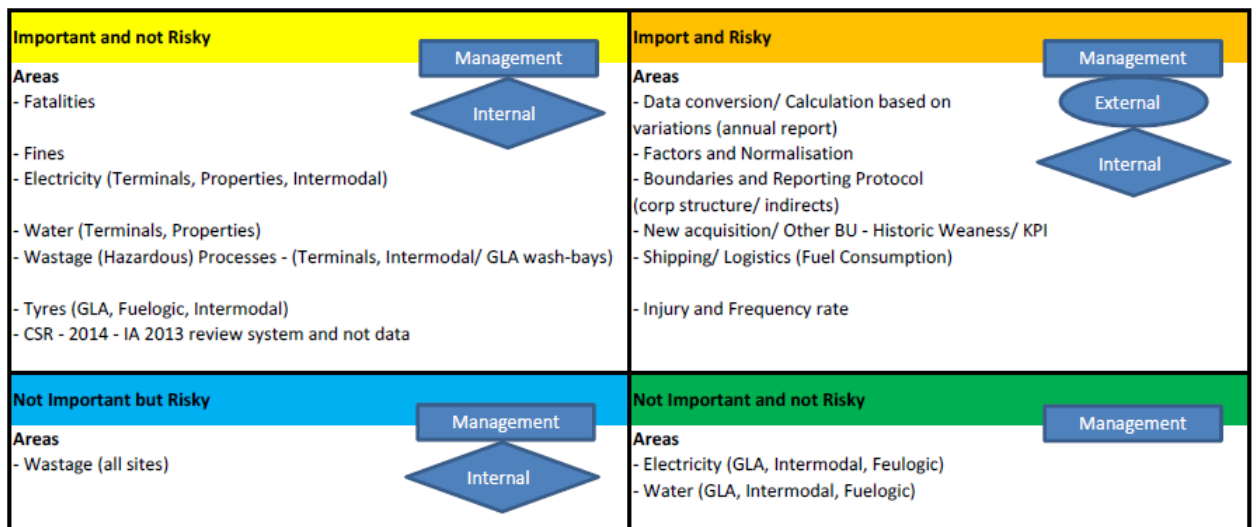 Important and not Risky
Management
Areas
Internal
- Fatalities
- Fines
- Electricity (Terminals, Properties, Intermodal)
- Water (Terminals, Properties)
- Wastage (Hazardous) Processes - (Terminals, Intermodal/ GLA wash-bays)
- Tyres (GLA, Fuelogic, Intermodal)
- CSR - 2014 - IA 2013 review system and not data
Import and Risky
Management
Areas
External
- Data conversion/ Calculation based on
variations (annual report)
Internal
- Factors and Normalisation
- Boundaries and Reporting Protocol
(corp structure/ indirects)
- New acquisition/ Other BU - Historic Weaness/ KPI
- Shipping/ Logistics (Fuel Consumption)
- Injury and Frequency rate
Not Important but Risky
Management
Areas
- Wastage (all sites)
Internal
Not Important and not Risky
Management
Areas
- Electricity (GLA, Intermodal, Feulogic)
- Water (GLA, Intermodal, Fuelogic)